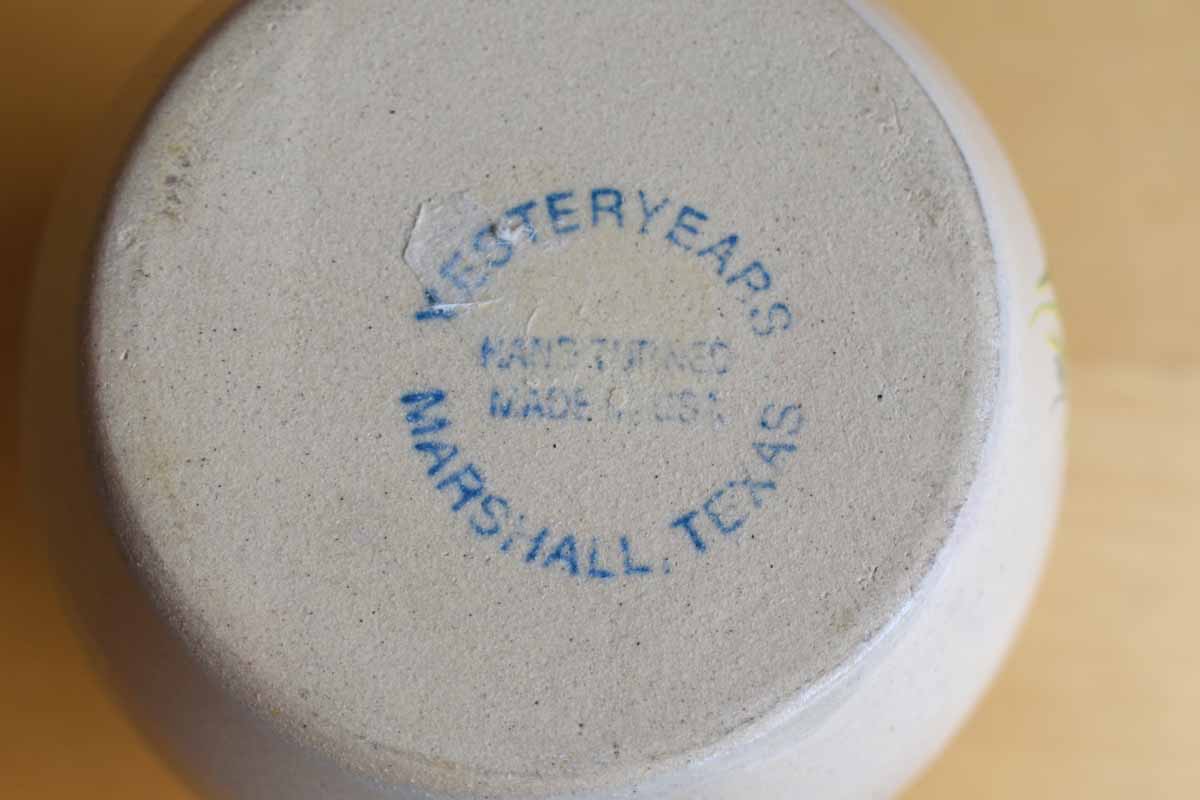 YESTERYEARS
HAND TURNED
MADE IN USA
MARSHALL, TEXAS